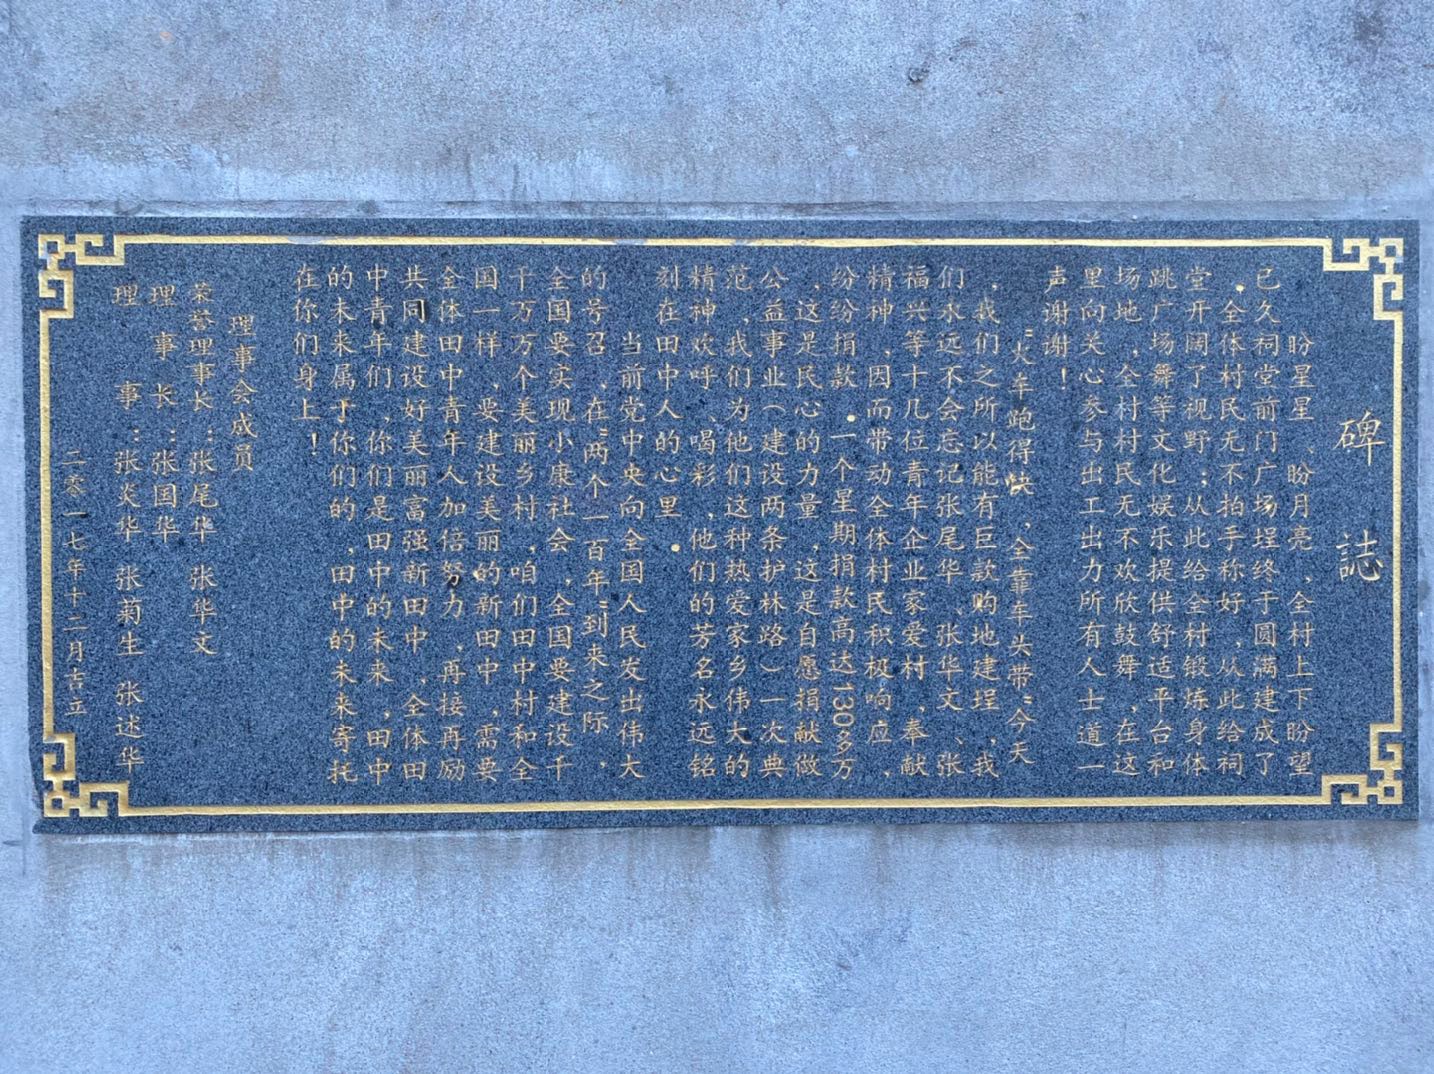 碑誌
盼星星、盼月亮，全村上下盼望
已久祠堂前门广场埕终于圆满建成了
。全体村民无不拍手称好，从此给祠
堂开阔了视野；从此给全村锻炼身体
跳广场舞等文化娱乐提供舒适平台和
场地，全村村民无不欢欣鼓舞，在这
里向关心参与出工出力所有人士道一
声谢谢！
“火车跑得快，全靠车头带”今天
，我们之所以能有巨款购地建埕，我
们永远不会忘记张尾华、张华文、张
福兴等十几位青年企业家爱村，奉献
精神，因而带动全体村民积极响应，
纷纷捐款。一个星期捐款高达130多万
，这是民心的力量，这是自愿捐献做
公益事业（建设两条护林路）一次典
范，我们为他们这种热爱家乡伟大的
精神欢呼、喝彩，他们的芳名永远铭
刻在田中人的心里。
当前党中央向全国人民发出伟大
的号召，在“两个一百年”到来之际，
全国要实现小康社会，全国要建设千
千万万个美丽乡村，咱们田中村和全
国一样，要建设美丽的新田中，需要
全体田中青年人加倍努力，再接再励
共同建设好美丽富强新田中，全体田
中青年们，你们是田中的未来，田中
的未来属于你们的，田中的未来寄托
在你们身上！
理事会成员
荣誉理事长：张尾华 张华文
理事长：张国华
理事：张炎华 张菊生 张述华
二零一七年十二月吉立